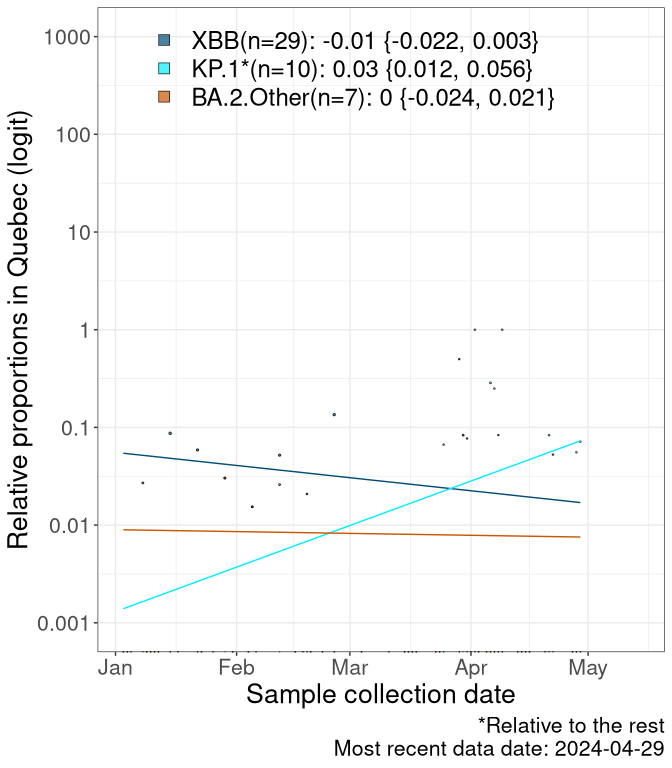 XBB(n=29): -0.01 {-0.022, 0.003}
KP.1*(n=10): 0.03 {0.012, 0.056}
BA.2.Other(n=7): 0 {-0.024, 0.021}
Relative proportions in Quebec (logit)
1000
100
10
1
0.1
0.01
0.001
Jan Feb Mar Apr May
Sample collection date
*Relative to the rest
Most recent data date: 2024-04-29